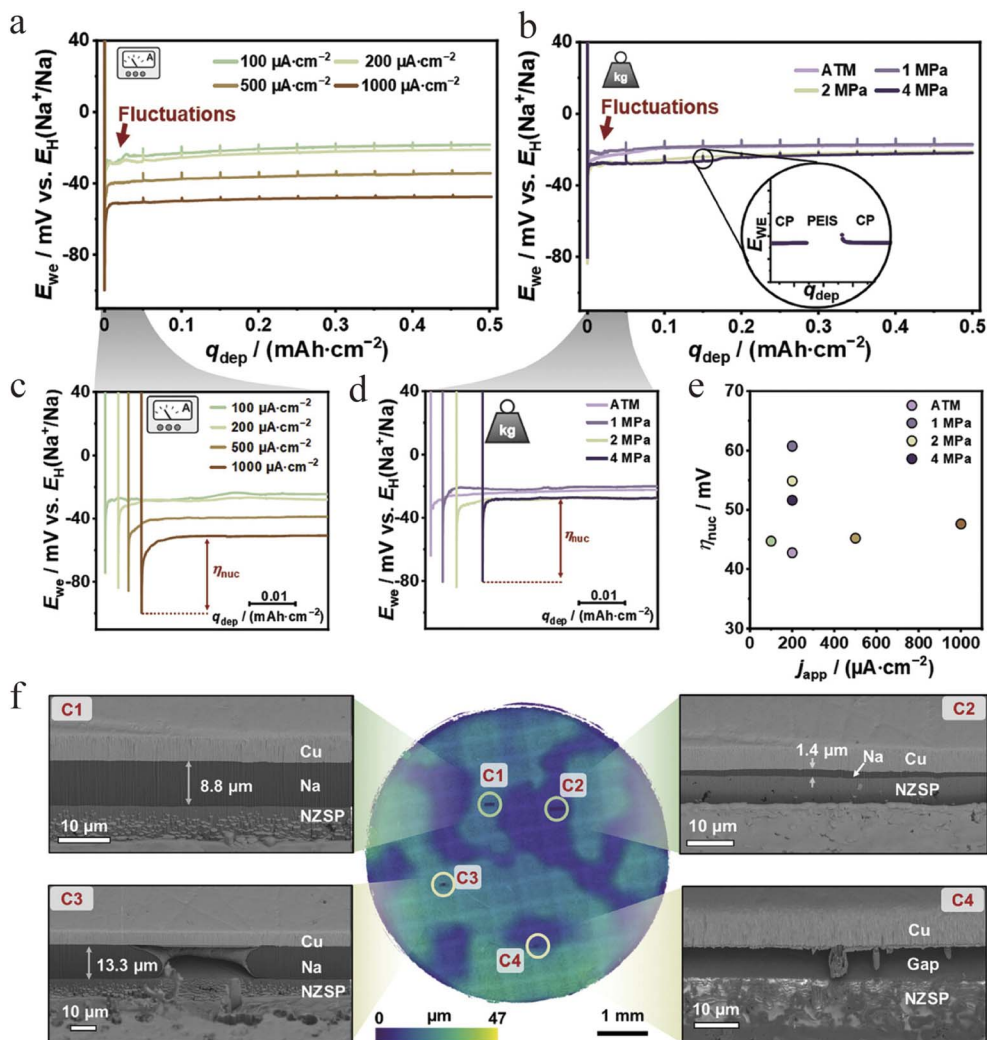 a
b
40
0
-40
-80
E_we / mV vs. E_H(Na⁺/Na)
A
100 µA·cm⁻² 200 µA·cm⁻²
500 µA·cm⁻² 1000 µA·cm⁻²
Fluctuations
0 0.1 0.2 0.3 0.4 0.5
q_dep / (mAh·cm⁻²)
40
0
-40
-80
E_we / mV vs. E_H(Na⁺/Na)
kg
ATM 1 MPa
2 MPa 4 MPa
Fluctuations
CP PEIS CP
E_WE
q_dep
0 0.1 0.2 0.3 0.4 0.5
q_dep / (mAh·cm⁻²)
c
d
e
40
0
-40
-80
E_we / mV vs. E_H(Na⁺/Na)
A
100 µA·cm⁻²
200 µA·cm⁻²
500 µA·cm⁻²
1000 µA·cm⁻²
η_nuc
0.01
q_dep / (mAh·cm⁻²)
40
0
-40
-80
E_we / mV vs. E_H(Na⁺/Na)
kg
ATM
1 MPa
2 MPa
4 MPa
η_nuc
0.01
q_dep / (mAh·cm⁻²)
70
60
50
40
30
η_nuc / mV
ATM
1 MPa
2 MPa
4 MPa
0 200 400 600 800 1000
j_app / (µA·cm⁻²)
f
C1
Cu
8.8 µm
Na
NZSP
10 µm
C2
1.4 µm
Na
Cu
NZSP
10 µm
C1
C2
C3
C4
C3
Cu
13.3 µm
Na
NZSP
10 µm
C4
Cu
Gap
NZSP
10 µm
0 µm 47
1 mm